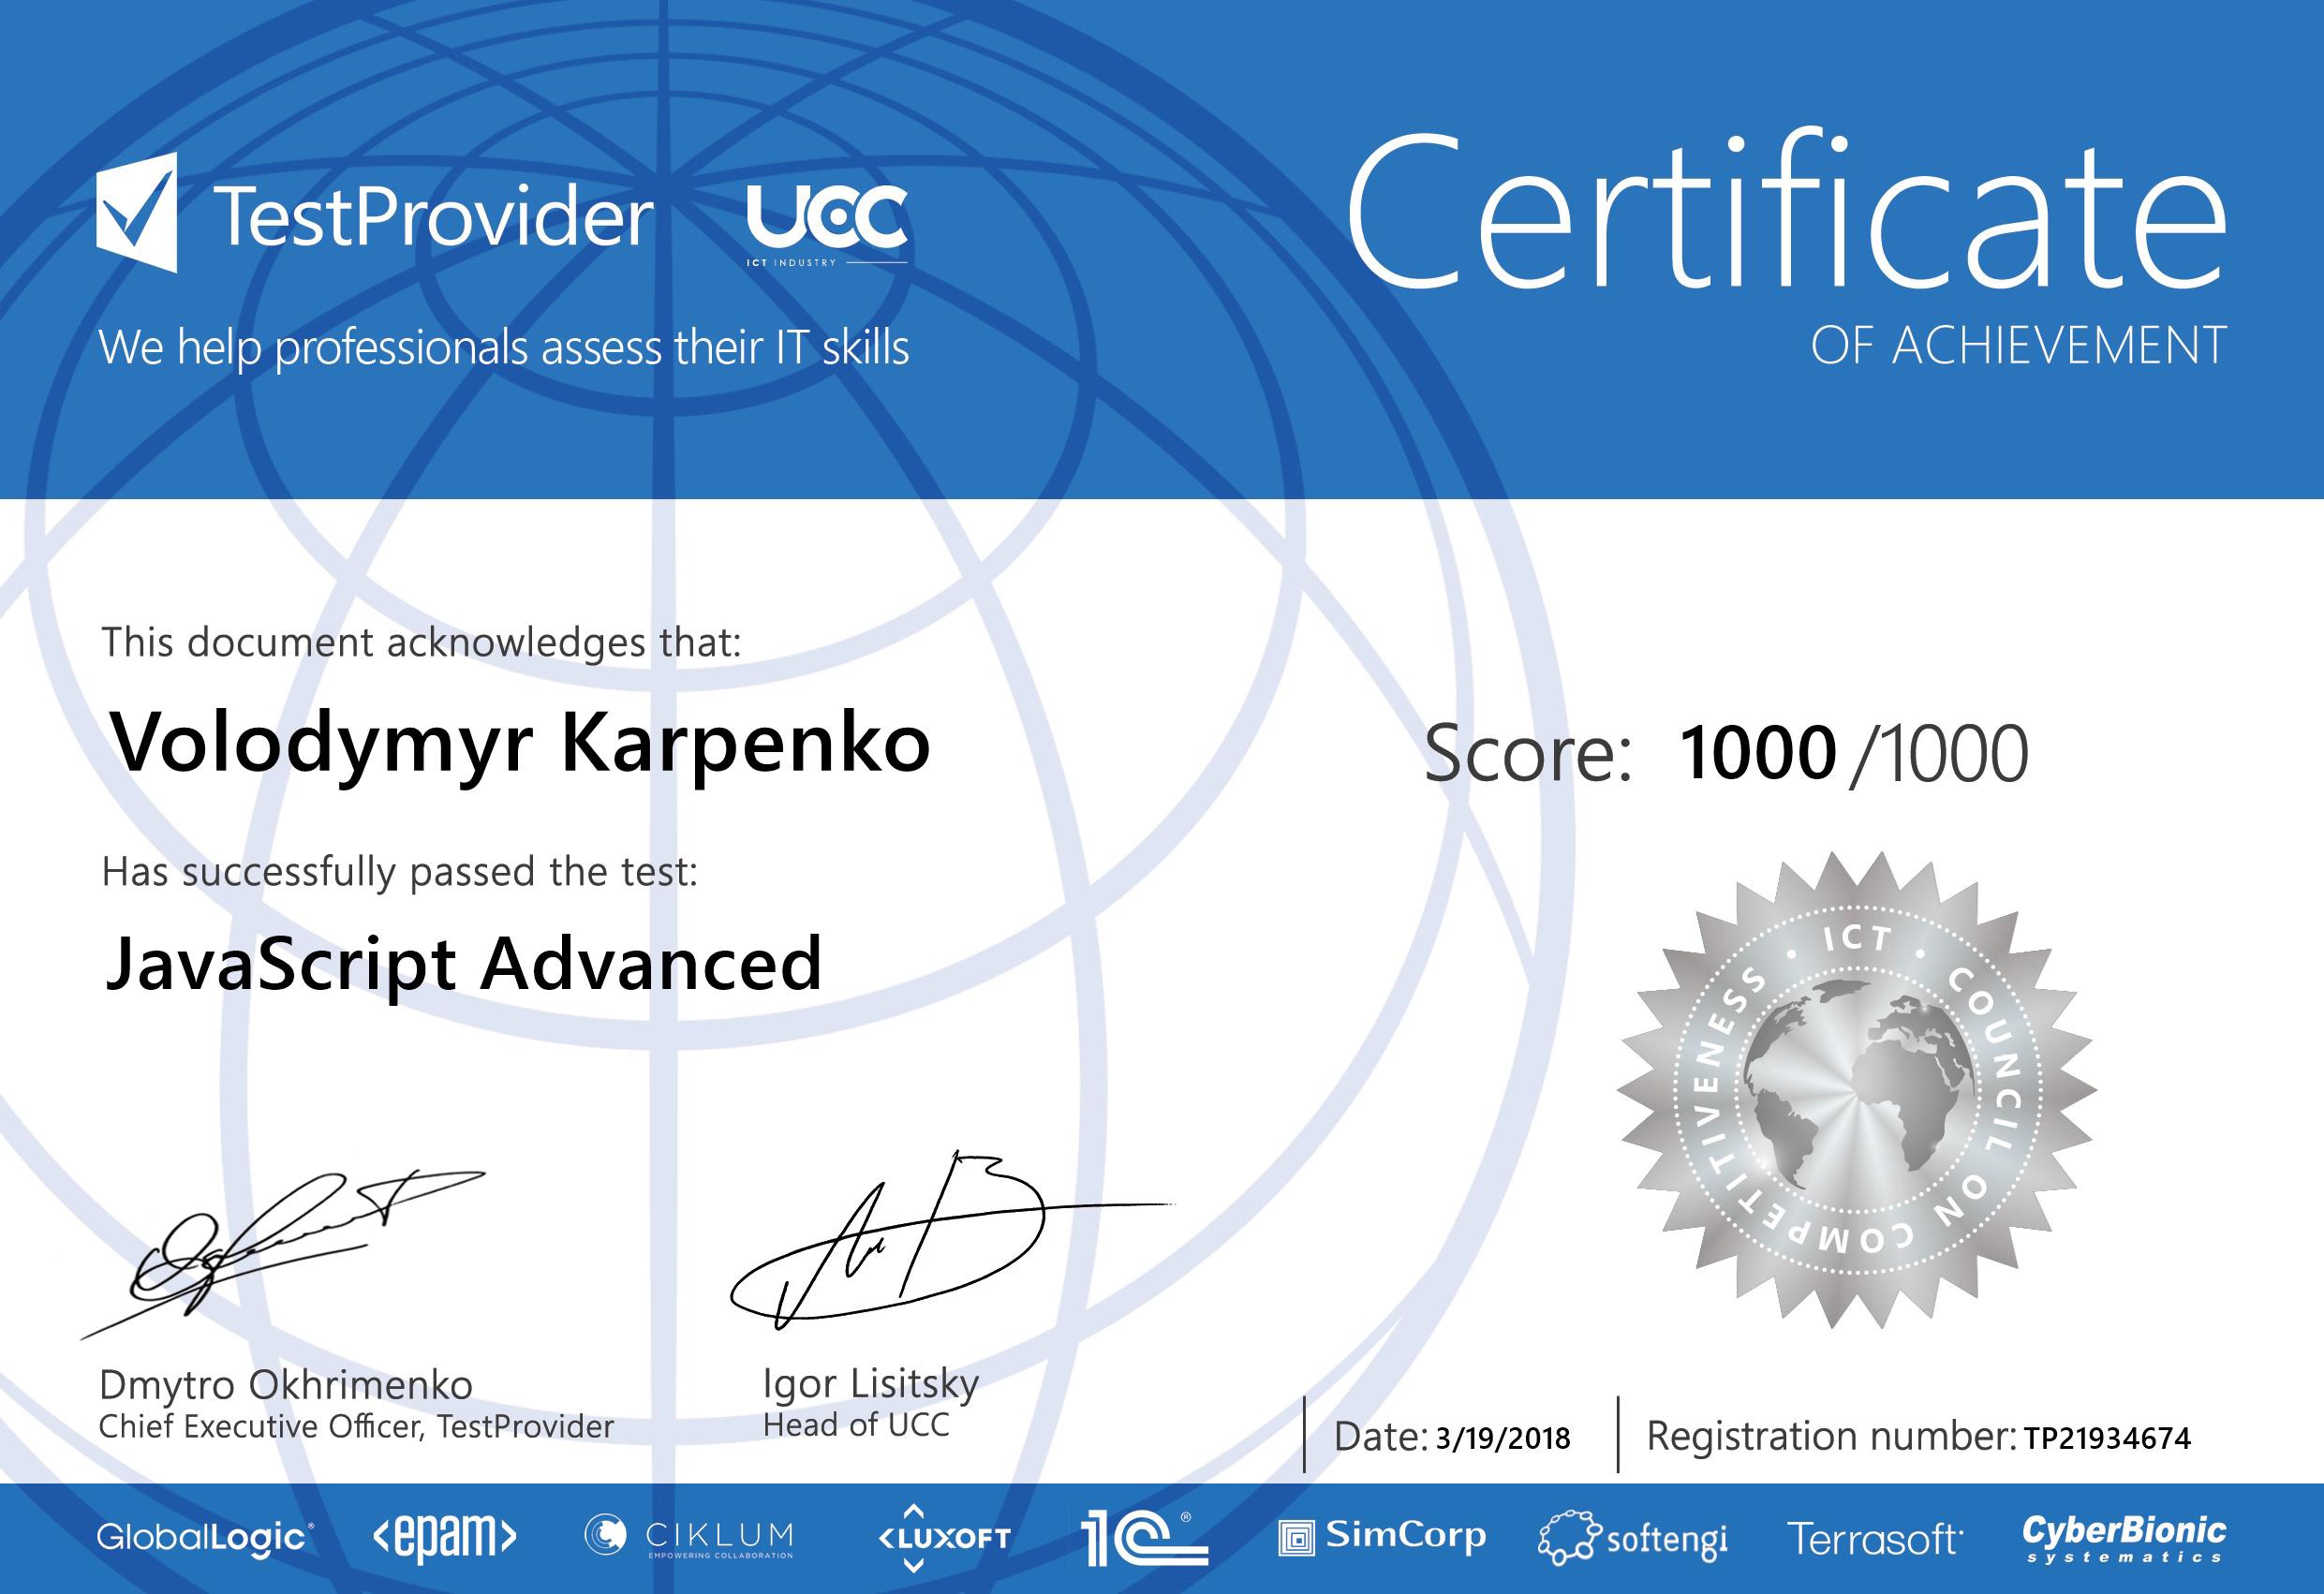 TestProvider
UCC
ICT INDUSTRY
We help professionals assess their IT skills
Certificate
OF ACHIEVEMENT
This document acknowledges that:
Volodymyr Karpenko
Score: 1000/1000
Has successfully passed the test:
JavaScript Advanced
• ICT • COUNCIL ON COMPETITIVENESS
Dmytro Okhrimenko
Chief Executive Officer, TestProvider
Igor Lisitsky
Head of UCC
Date: 3/19/2018
Registration number: TP21934674
GlobalLogic®
<epam>
CIKLUM
EMPOWERING COLLABORATION
<LUXOFT
1C®
SimCorp
softengi
Terrasoft
CyberBionic
systematics